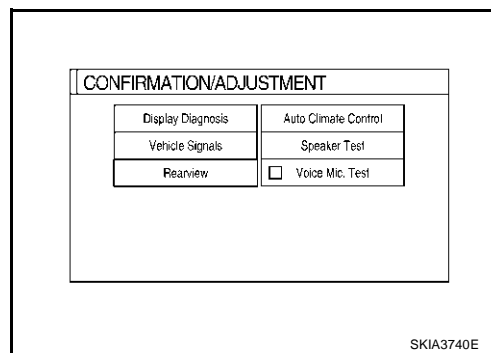 CONFIRMATION/ADJUSTMENT
Display Diagnosis
Auto Climate Control
Vehicle Signals
Speaker Test
Rearview
Voice Mic. Test
SKIA3740E